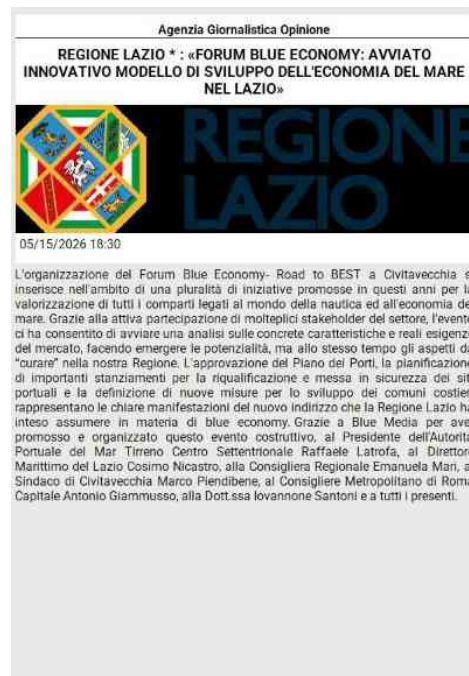 Agenzia Giornalistica Opinione
REGIONE LAZIO * : «FORUM BLUE ECONOMY: AVVIATO
INNOVATIVO MODELLO DI SVILUPPO DELL'ECONOMIA DEL MARE
NEL LAZIO»
REGIONE
LAZIO
05/15/2026 18:30
L'organizzazione del Forum Blue Economy- Road to BEST a Civitavecchia s
inserisce nell'ambito di una pluralità di iniziative promosse in questi anni per la
valorizzazione di tutti i comparti legati al mondo della nautica ed all'economia de
mare. Grazie alla attiva partecipazione di molteplici stakeholder del settore, l'evento
ci ha consentito di avviare una analisi sulle concrete caratteristiche e reali esigenze
del mercato, facendo emergere le potenzialità, ma allo stesso tempo gli aspetti da
"curare" nella nostra Regione. L'approvazione del Piano dei Porti, la pianificazione
di importanti stanziamenti per la riqualificazione e messa in sicurezza dei siti
portuali e la definizione di nuove misure per lo sviluppo dei comuni costieri
rappresentano le chiare manifestazioni del nuovo indirizzo che la Regione Lazio ha
inteso assumere in materia di blue economy. Grazie a Blue Media per aver
promosso e organizzato questo evento costruttivo, al Presidente dell'Autorità
Portuale del Mar Tirreno Centro Settentrionale Raffaele Latrofa, al Direttore
Marittimo del Lazio Cosimo Nicastro, alla Consigliera Regionale Emanuela Mari, a
Sindaco di Civitavecchia Marco Piendibene, al Consigliere Metropolitano di Roma
Capitale Antonio Giammusso, alla Dott.ssa Iovannone Santoni e a tutti i presenti.